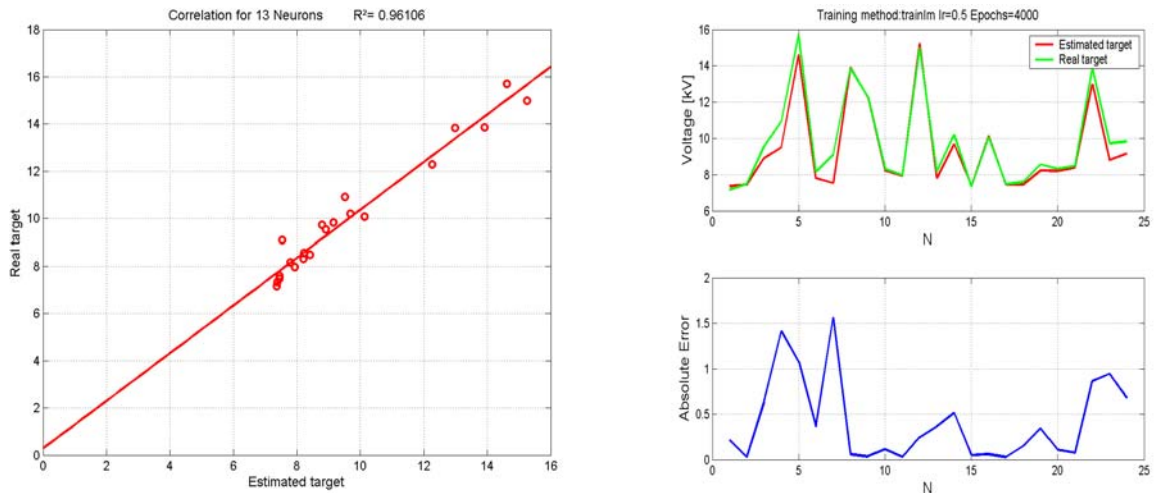 Correlation for 13 Neurons R²= 0.96106
18
16
14
12
10
8
6
4
2
0
Real target
0 2 4 6 8 10 12 14 16
Estimated target
Training method:trainlm lr=0.5 Epochs=4000
16
14
12
10
8
6
Voltage [kV]
Estimated target
Real target
0 5 10 15 20 25
N
2
1.5
1
0.5
0
Absolute Error
0 5 10 15 20 25
N